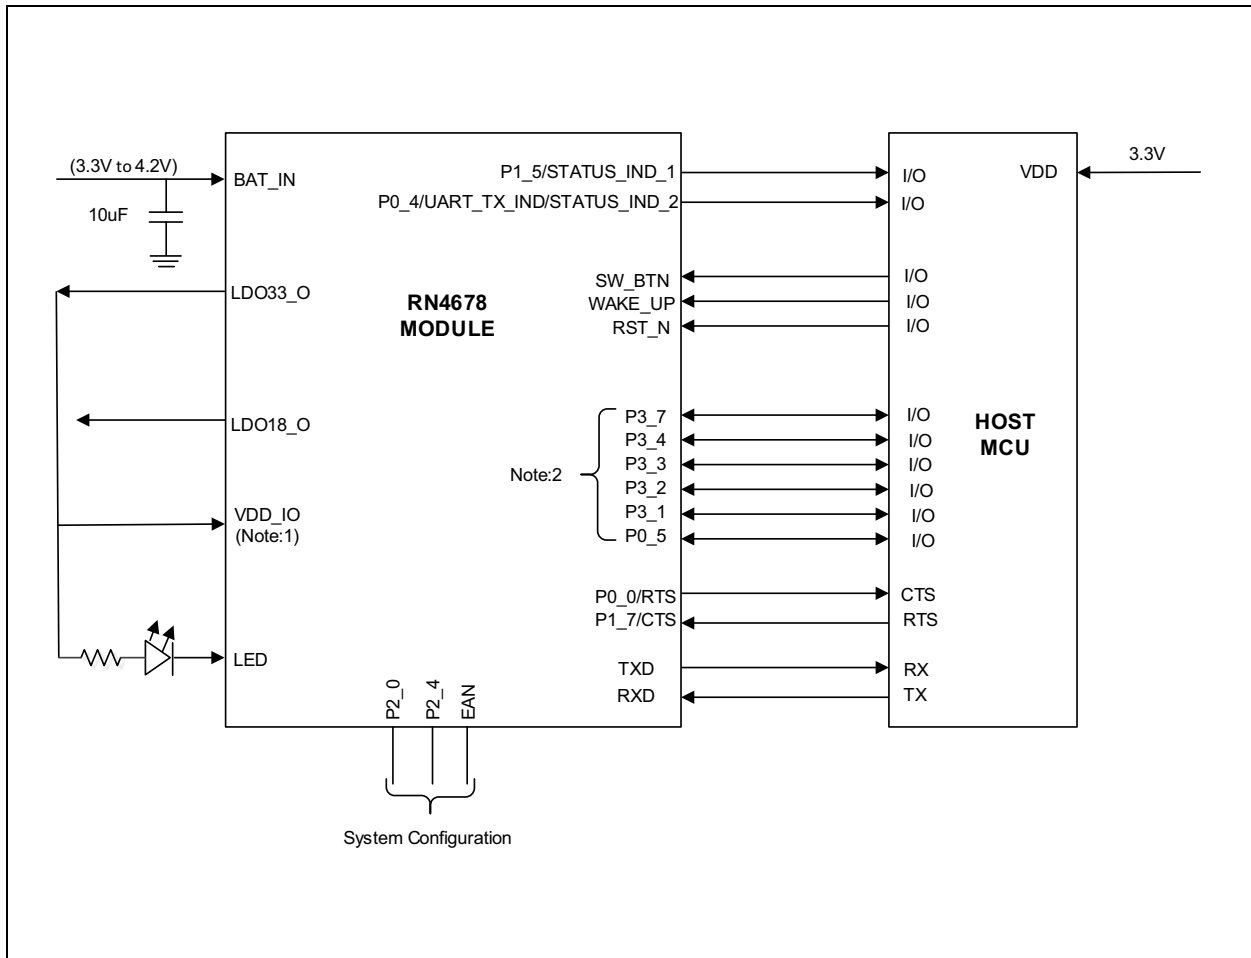 (3.3V to 4.2V)
BAT_IN
10uF
LDO33_O
LDO18_O
VDD_IO
(Note:1)
LED
RN4678
MODULE
P1_5/STATUS_IND_1
P0_4/UART_TX_IND/STATUS_IND_2
SW_BTN
WAKE_UP
RST_N
Note:2
P3_7
P3_4
P3_3
P3_2
P3_1
P0_5
P0_0/RTS
P1_7/CTS
TXD
RXD
P2_0
P2_4
EAN
System Configuration
I/O
I/O
I/O
I/O
I/O
I/O
I/O
I/O
I/O
I/O
I/O
CTS
RTS
RX
TX
HOST
MCU
VDD
3.3V